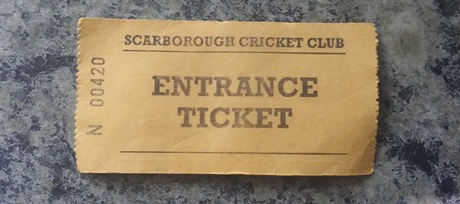 SCARBOROUGH CRICKET CLUB
ENTRANCE
TICKET
N 00420